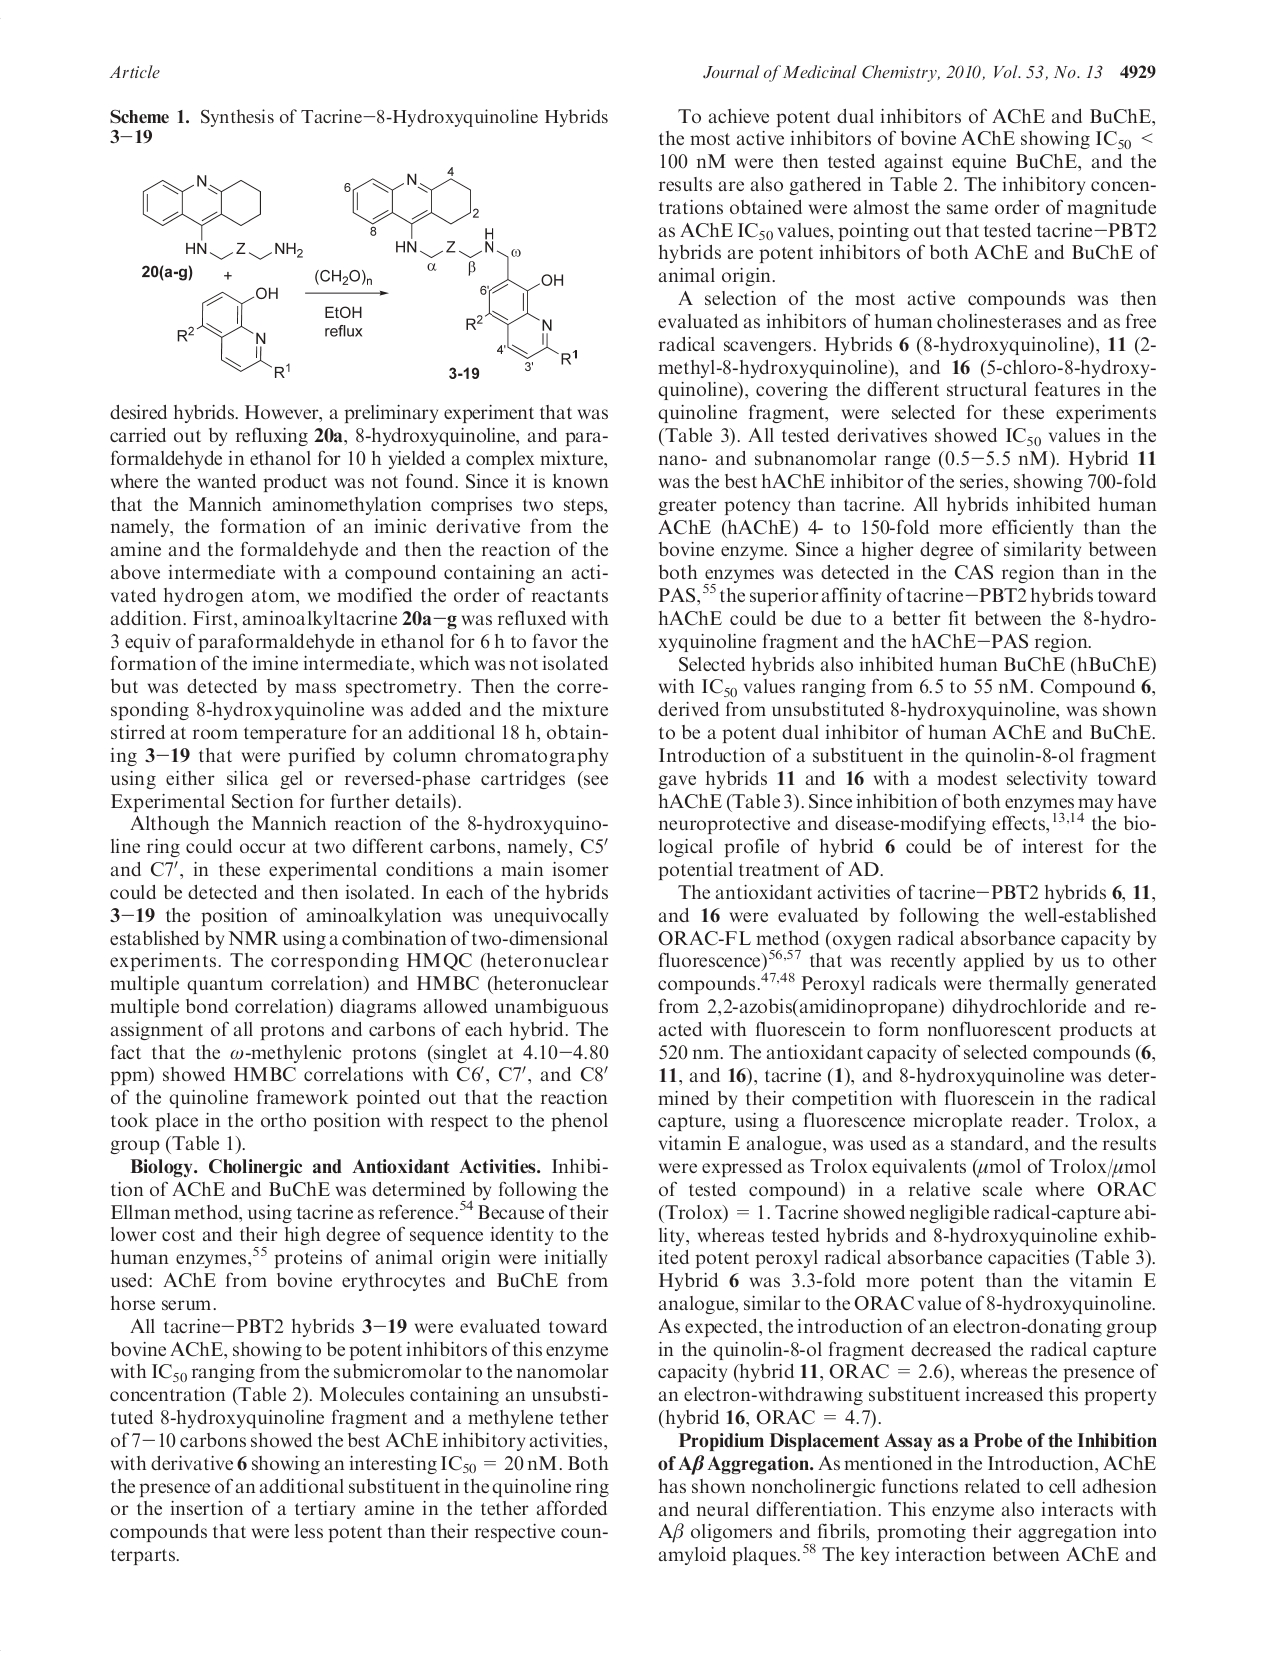 Article
Journal of Medicinal Chemistry, 2010, Vol. 53, No. 13 4929
Scheme 1. Synthesis of Tacrine−8-Hydroxyquinoline Hybrids
3−19
N
HN
Z
NH2
20(a-g)
+
OH
R2
N
R1
(CH2O)n
EtOH
reflux
6
N
4
2
8
HN
Z
H
N
α
β
ω
6'
OH
R2
N
4'
3'
R1
3-19
desired hybrids. However, a preliminary experiment that was
carried out by refluxing 20a, 8-hydroxyquinoline, and para-
formaldehyde in ethanol for 10 h yielded a complex mixture,
where the wanted product was not found. Since it is known
that the Mannich aminomethylation comprises two steps,
namely, the formation of an iminic derivative from the
amine and the formaldehyde and then the reaction of the
above intermediate with a compound containing an acti-
vated hydrogen atom, we modified the order of reactants
addition. First, aminoalkyltacrine 20a−g was refluxed with
3 equiv of paraformaldehyde in ethanol for 6 h to favor the
formation of the imine intermediate, which was not isolated
but was detected by mass spectrometry. Then the corre-
sponding 8-hydroxyquinoline was added and the mixture
stirred at room temperature for an additional 18 h, obtain-
ing 3−19 that were purified by column chromatography
using either silica gel or reversed-phase cartridges (see
Experimental Section for further details).
Although the Mannich reaction of the 8-hydroxyquino-
line ring could occur at two different carbons, namely, C5′
and C7′, in these experimental conditions a main isomer
could be detected and then isolated. In each of the hybrids
3−19 the position of aminoalkylation was unequivocally
established by NMR using a combination of two-dimensional
experiments. The corresponding HMQC (heteronuclear
multiple quantum correlation) and HMBC (heteronuclear
multiple bond correlation) diagrams allowed unambiguous
assignment of all protons and carbons of each hybrid. The
fact that the ω-methylenic protons (singlet at 4.10−4.80
ppm) showed HMBC correlations with C6′, C7′, and C8′
of the quinoline framework pointed out that the reaction
took place in the ortho position with respect to the phenol
group (Table 1).
Biology. Cholinergic and Antioxidant Activities. Inhibi-
tion of AChE and BuChE was determined by following the
Ellman method, using tacrine as reference.54 Because of their
lower cost and their high degree of sequence identity to the
human enzymes,55 proteins of animal origin were initially
used: AChE from bovine erythrocytes and BuChE from
horse serum.
All tacrine−PBT2 hybrids 3−19 were evaluated toward
bovine AChE, showing to be potent inhibitors of this enzyme
with IC50 ranging from the submicromolar to the nanomolar
concentration (Table 2). Molecules containing an unsubsti-
tuted 8-hydroxyquinoline fragment and a methylene tether
of 7−10 carbons showed the best AChE inhibitory activities,
with derivative 6 showing an interesting IC50 = 20 nM. Both
the presence of an additional substituent in the quinoline ring
or the insertion of a tertiary amine in the tether afforded
compounds that were less potent than their respective coun-
terparts.
To achieve potent dual inhibitors of AChE and BuChE,
the most active inhibitors of bovine AChE showing IC50 <
100 nM were then tested against equine BuChE, and the
results are also gathered in Table 2. The inhibitory concen-
trations obtained were almost the same order of magnitude
as AChE IC50 values, pointing out that tested tacrine−PBT2
hybrids are potent inhibitors of both AChE and BuChE of
animal origin.
A selection of the most active compounds was then
evaluated as inhibitors of human cholinesterases and as free
radical scavengers. Hybrids 6 (8-hydroxyquinoline), 11 (2-
methyl-8-hydroxyquinoline), and 16 (5-chloro-8-hydroxy-
quinoline), covering the different structural features in the
quinoline fragment, were selected for these experiments
(Table 3). All tested derivatives showed IC50 values in the
nano- and subnanomolar range (0.5−5.5 nM). Hybrid 11
was the best hAChE inhibitor of the series, showing 700-fold
greater potency than tacrine. All hybrids inhibited human
AChE (hAChE) 4- to 150-fold more efficiently than the
bovine enzyme. Since a higher degree of similarity between
both enzymes was detected in the CAS region than in the
PAS,55 the superior affinity of tacrine−PBT2 hybrids toward
hAChE could be due to a better fit between the 8-hydro-
xyquinoline fragment and the hAChE−PAS region.
Selected hybrids also inhibited human BuChE (hBuChE)
with IC50 values ranging from 6.5 to 55 nM. Compound 6,
derived from unsubstituted 8-hydroxyquinoline, was shown
to be a potent dual inhibitor of human AChE and BuChE.
Introduction of a substituent in the quinolin-8-ol fragment
gave hybrids 11 and 16 with a modest selectivity toward
hAChE (Table 3). Since inhibition of both enzymes may have
neuroprotective and disease-modifying effects,13,14 the bio-
logical profile of hybrid 6 could be of interest for the
potential treatment of AD.
The antioxidant activities of tacrine−PBT2 hybrids 6, 11,
and 16 were evaluated by following the well-established
ORAC-FL method (oxygen radical absorbance capacity by
fluorescence)56,57 that was recently applied by us to other
compounds.47,48 Peroxyl radicals were thermally generated
from 2,2-azobis(amidinopropane) dihydrochloride and re-
acted with fluorescein to form nonfluorescent products at
520 nm. The antioxidant capacity of selected compounds (6,
11, and 16), tacrine (1), and 8-hydroxyquinoline was deter-
mined by their competition with fluorescein in the radical
capture, using a fluorescence microplate reader. Trolox, a
vitamin E analogue, was used as a standard, and the results
were expressed as Trolox equivalents (μmol of Trolox/μmol
of tested compound) in a relative scale where ORAC
(Trolox) = 1. Tacrine showed negligible radical-capture abi-
lity, whereas tested hybrids and 8-hydroxyquinoline exhib-
ited potent peroxyl radical absorbance capacities (Table 3).
Hybrid 6 was 3.3-fold more potent than the vitamin E
analogue, similar to the ORAC value of 8-hydroxyquinoline.
As expected, the introduction of an electron-donating group
in the quinolin-8-ol fragment decreased the radical capture
capacity (hybrid 11, ORAC = 2.6), whereas the presence of
an electron-withdrawing substituent increased this property
(hybrid 16, ORAC = 4.7).
Propidium Displacement Assay as a Probe of the Inhibition
of Aβ Aggregation. As mentioned in the Introduction, AChE
has shown noncholinergic functions related to cell adhesion
and neural differentiation. This enzyme also interacts with
Aβ oligomers and fibrils, promoting their aggregation into
amyloid plaques.58 The key interaction between AChE and